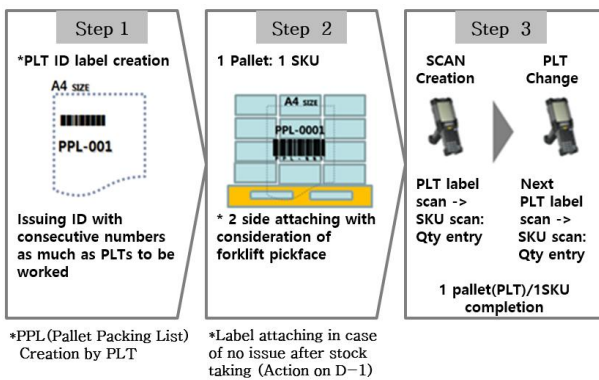 Step 1
*PLT ID label creation
A4 SIZE
PPL-001
Issuing ID with
consecutive numbers
as much as PLTs to be
worked
*PPL(Pallet Packing List)
Creation by PLT
Step 2
1 Pallet: 1 SKU
A4 SIZE
PPL-0001
* 2 side attaching with
consideration of
forklift pickface
*Label attaching in case
of no issue after stock
taking (Action on D-1)
Step 3
SCAN
Creation
PLT label
scan ->
SKU scan:
Qty entry
PLT
Change
Next
PLT label
scan ->
SKU scan:
Qty entry
1 pallet(PLT)/1SKU
completion